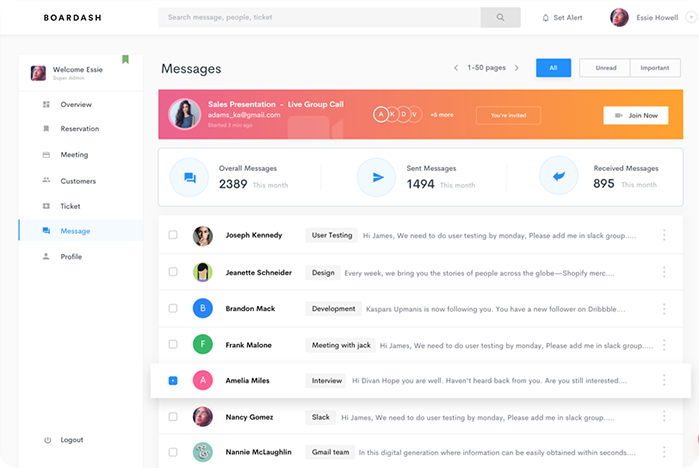 BOARDASH
Search message, people, ticket
Set Alert
Essie Howell
Welcome Essie
Super Admin
Overview
Reservation
Meeting
Customers
Ticket
Message
Profile
Logout
Messages
1-50 pages
All
Unread
Important
Sales Presentation - Live Group Call
adams_ka@gmail.com
Started 3 min ago
A K D V
+5 more
You're invited
Join Now
Overall Messages
2389 This month
Sent Messages
1494 This month
Received Messages
895 This month
Joseph Kennedy User Testing Hi James, We need to do user testing by monday, Please add me in slack group.....
Jeanette Schneider Design Every week, we bring you the stories of people across the globe—Shopify merc....
B Brandon Mack Development Kaspars Upmanis is now following you. You have a new follower on Dribbble....
F Frank Malone Meeting with jack Hi James, We need to do user testing by monday, Please add me in slack group.....
A Amelia Miles Interview Hi Divan Hope you are well. Haven't heard back from you. Are you still interested....
Nancy Gomez Slack Hi James, We need to do user testing by monday, Please add me in slack group.....
Nannie McLaughlin Gmail team In this digital generation where information can be easily obtained within seconds....